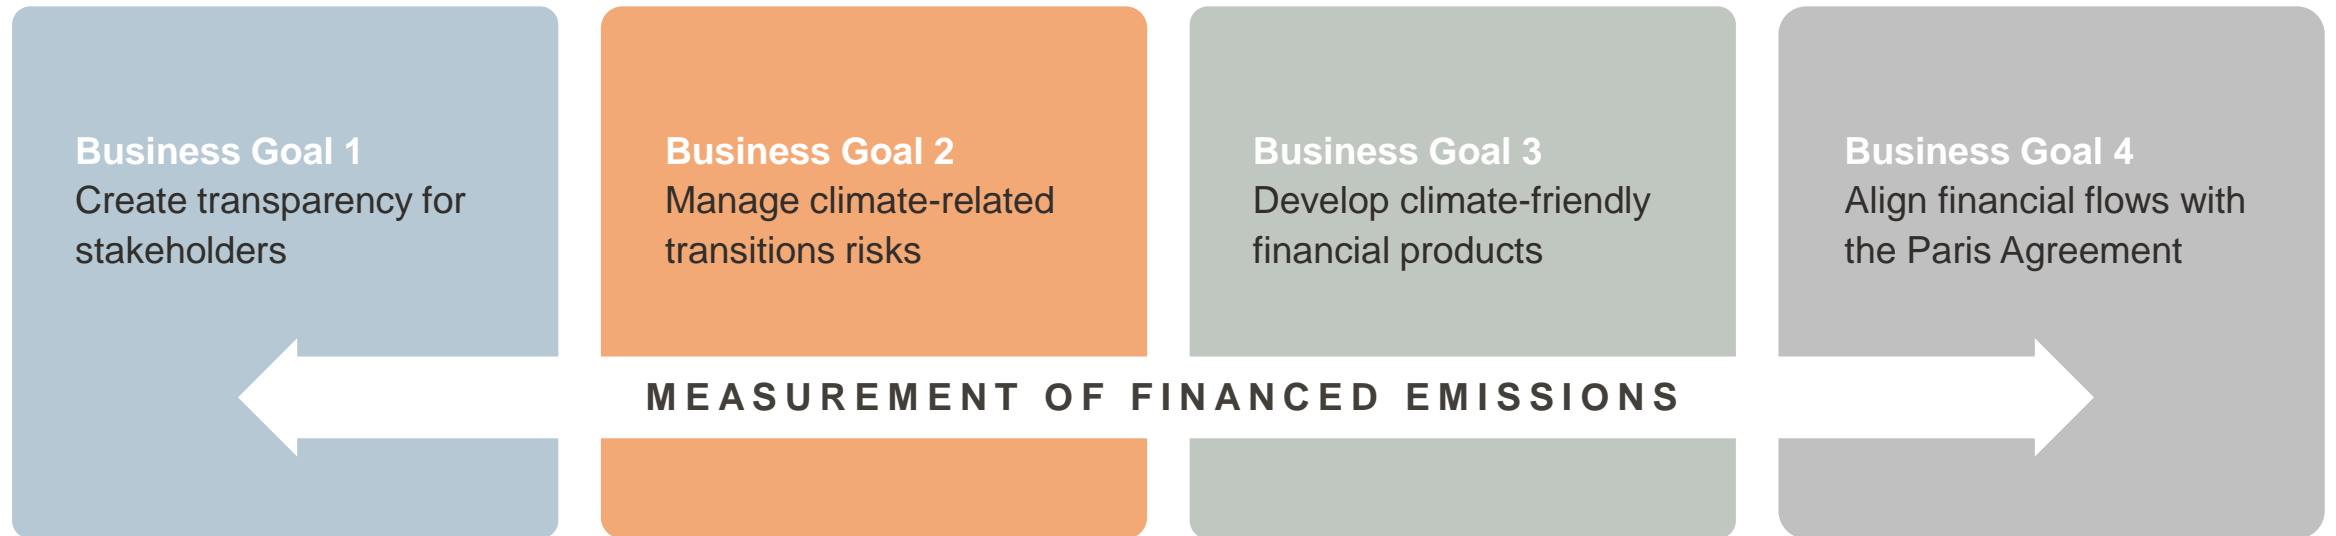 Business Goal 1
Create transparency for
stakeholders
Business Goal 2
Manage climate-related
transitions risks
Business Goal 3
Develop climate-friendly
financial products
Business Goal 4
Align financial flows with
the Paris Agreement
MEASUREMENT OF FINANCED EMISSIONS